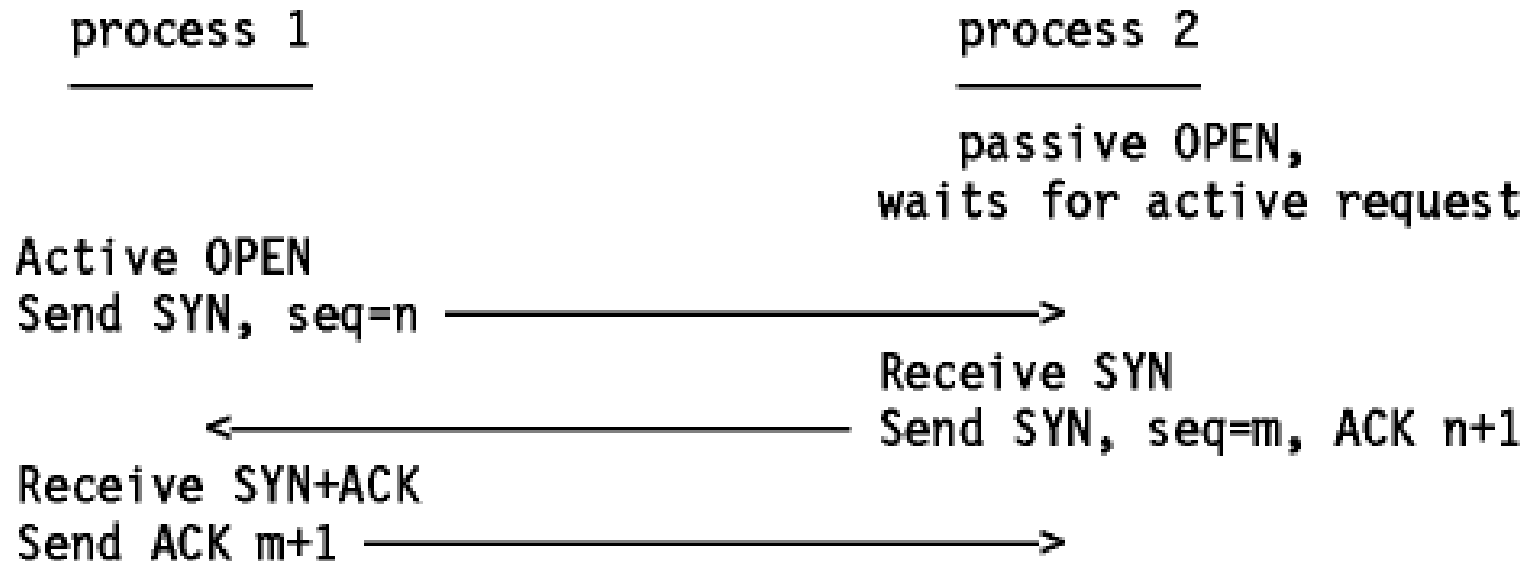 process 1
process 2
passive OPEN,
waits for active request
Active OPEN
Send SYN, seq=n
Receive SYN
Send SYN, seq=m, ACK n+1
Receive SYN+ACK
Send ACK m+1